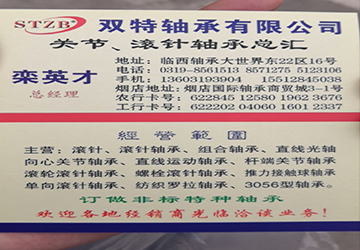 STZB 双特轴承有限公司
关节、滚针轴承总汇
栾英才
总经理
地址：临西轴承大世界东22区16号
电话：0319-8561513 8571275 5123106
手机：13603193904 15512845038
烟店地址：烟店国际轴承商贸城3-1号
农行卡号：622845 12580 1962 3676
工行卡号：622202 04060 1601 2337
經營範圍
主营：滚针、滚针轴承、组合轴承、直线光轴
向心关节轴承、直线运动轴承、杆端关节轴承
滚轮滚针轴承、螺栓滚针轴承、推力接触球轴承
单向滚针轴承、纺织罗拉轴承、3056型轴承。
订做非标特种轴承
欢迎各地经销商光临洽谈业务！